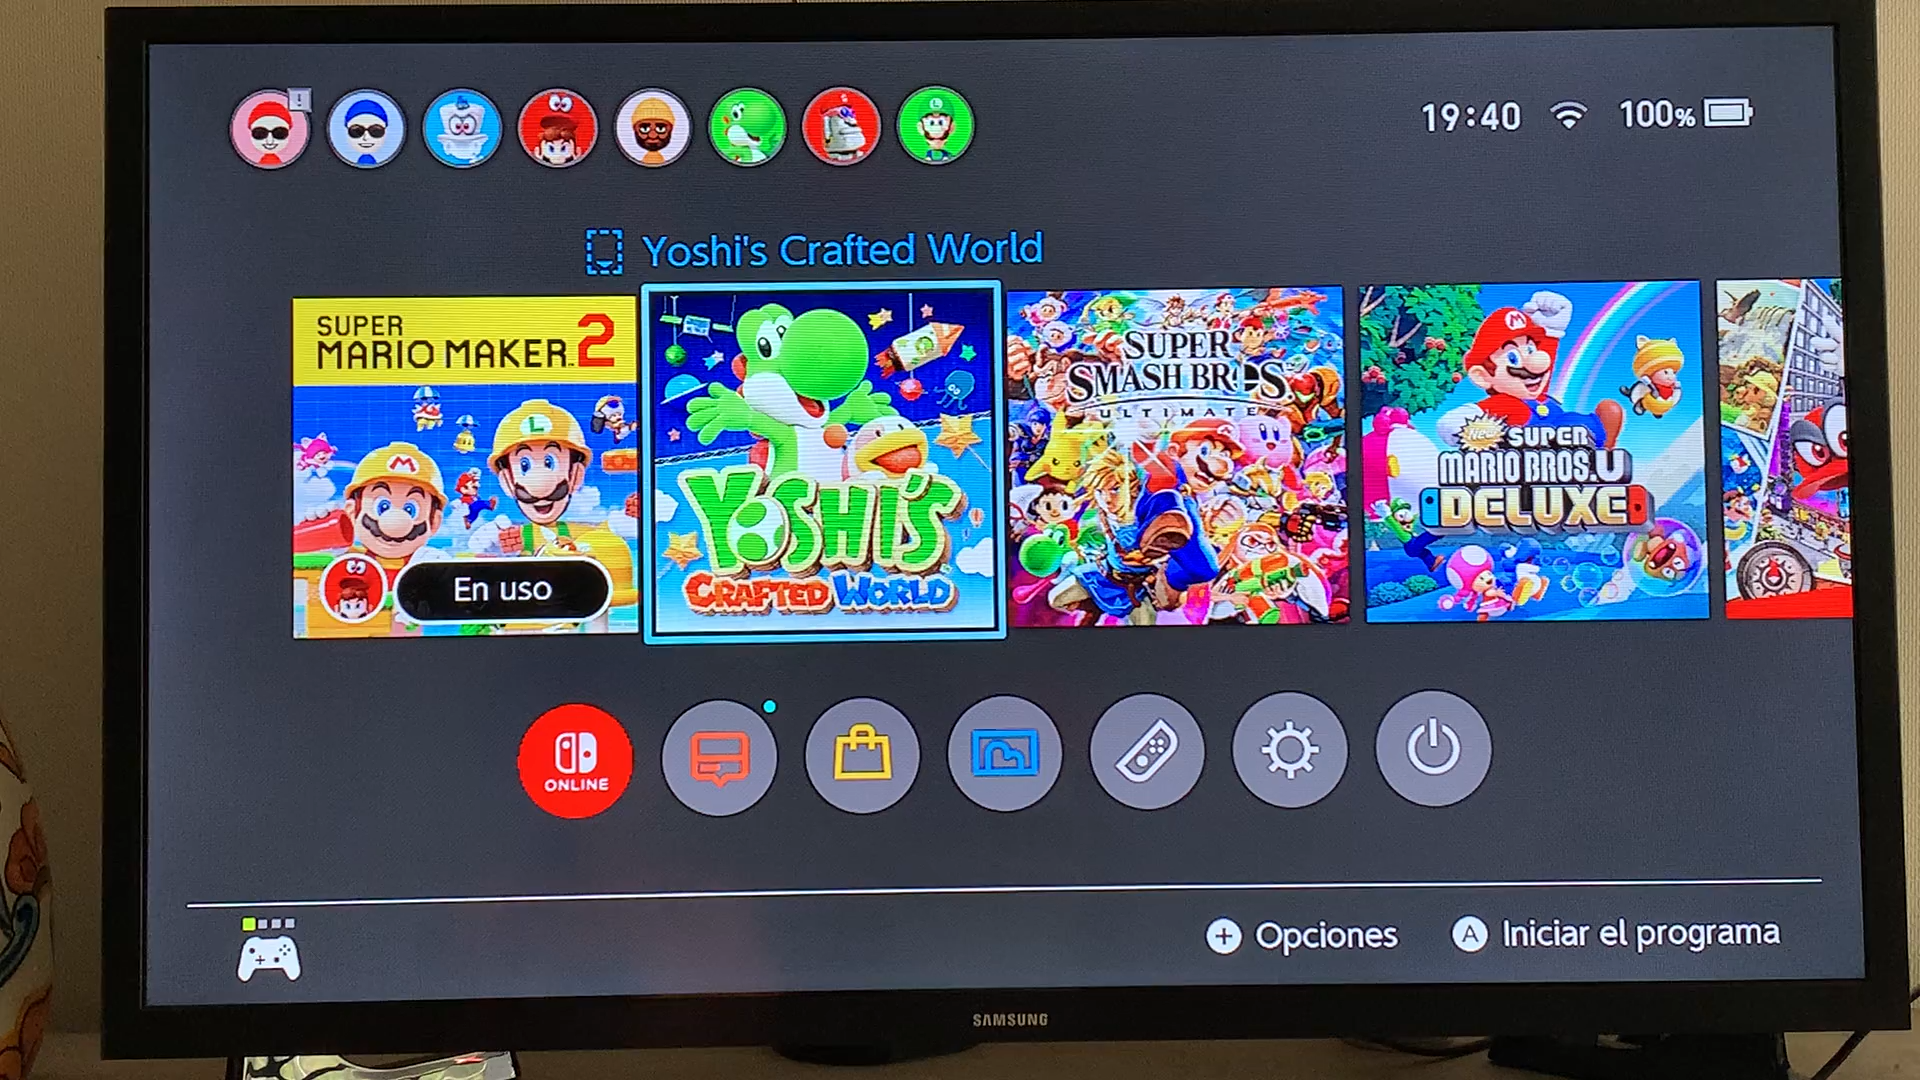 19:40
100%
Yoshi's Crafted World
SUPER
MARIO MAKER 2
En uso
YOSHI'S
CRAFTED WORLD
SUPER
SMASH BROS.
ULTIMATE
New
SUPER
MARIO BROS. U
DELUXE
ONLINE
+ Opciones
A Iniciar el programa
SAMSUNG